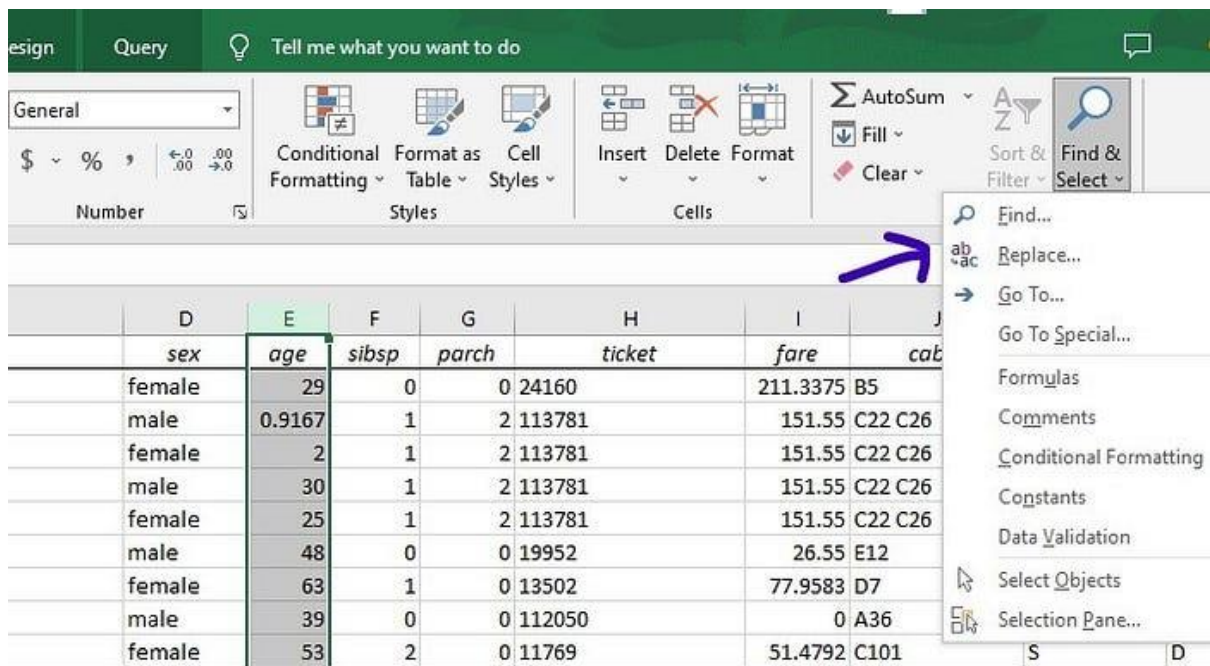 esign Query Tell me what you want to do
General
$ % , .0 .00 .00 .0
Conditional Formatting
Format as Table
Cell Styles
Insert Delete Format
AutoSum
Fill
Clear
Sort & Filter
Find & Select
Number Styles Cells
Find...
ab ac Replace...
Go To...
Go To Special...
Formulas
Comments
Conditional Formatting
Constants
Data Validation
Select Objects
Selection Pane...
D E F G H I J
sex age sibsp parch ticket fare cab
female 29 0 0 24160 211.3375 B5
male 0.9167 1 2 113781 151.55 C22 C26
female 2 1 2 113781 151.55 C22 C26
male 30 1 2 113781 151.55 C22 C26
female 25 1 2 113781 151.55 C22 C26
male 48 0 0 19952 26.55 E12
female 63 1 0 13502 77.9583 D7
male 39 0 0 112050 0 A36
female 53 2 0 11769 51.4792 C101 S D